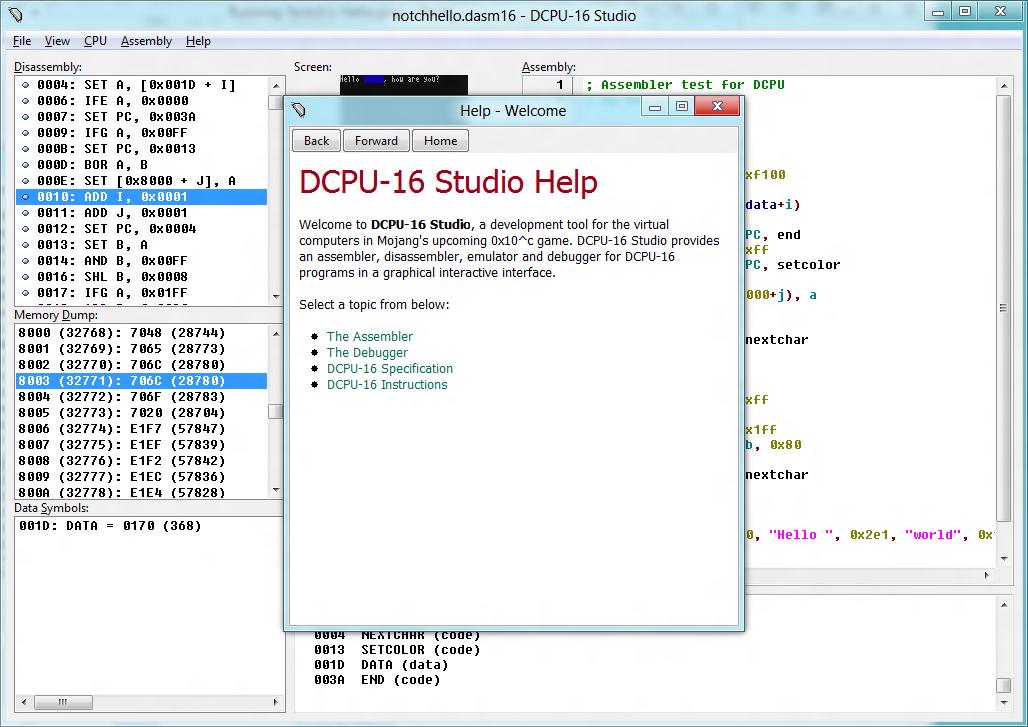 notchhello.dasm16 - DCPU-16 Studio
File View CPU Assembly Help
Disassembly:
0004: SET A, [0x001D + I]
0006: IFE A, 0x0000
0007: SET PC, 0x003A
0009: IFG A, 0x00FF
000B: SET PC, 0x0013
000D: BOR A, B
000E: SET [0x8000 + J], A
0010: ADD I, 0x0001
0011: ADD J, 0x0001
0012: SET PC, 0x0004
0013: SET B, A
0014: AND B, 0x00FF
0016: SHL B, 0x0008
0017: IFG A, 0x01FF
Memory Dump:
8000 (32768): 7048 (28744)
8001 (32769): 7065 (28773)
8002 (32770): 706C (28780)
8003 (32771): 706C (28780)
8004 (32772): 706F (28783)
8005 (32773): 7020 (28704)
8006 (32774): E1F7 (57847)
8007 (32775): E1EF (57839)
8008 (32776): E1F2 (57842)
8009 (32777): E1EC (57836)
800A (32778): E1E4 (57828)
Data Symbols:
001D: DATA = 0170 (368)
Screen:
Hello , how are you?
Assembly:
1 ; Assembler test for DCPU
xf100
data+i)
PC, end
xff
PC, setcolor
000+j), a
nextchar
xff
x1ff
b, 0x80
nextchar
0, "Hello ", 0x2e1, "world", 0x
Help - Welcome
Back Forward Home
DCPU-16 Studio Help
Welcome to DCPU-16 Studio, a development tool for the virtual
computers in Mojang's upcoming 0x10^c game. DCPU-16 Studio provides
an assembler, disassembler, emulator and debugger for DCPU-16
programs in a graphical interactive interface.
Select a topic from below:
The Assembler
The Debugger
DCPU-16 Specification
DCPU-16 Instructions
0004 NEXTCHAR (code)
0013 SETCOLOR (code)
001D DATA (data)
003A END (code)